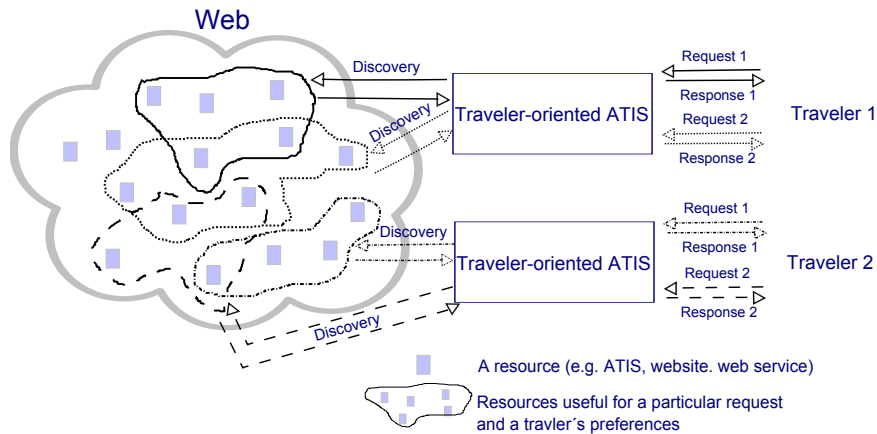 Web
Discovery
Request 1
Response 1
Traveler-oriented ATIS
Traveler 1
Discovery
Request 2
Response 2
Discovery
Request 1
Response 1
Traveler-oriented ATIS
Traveler 2
Request 2
Response 2
Discovery
A resource (e.g. ATIS, website. web service)
Resources useful for a particular request
and a travler´s preferences